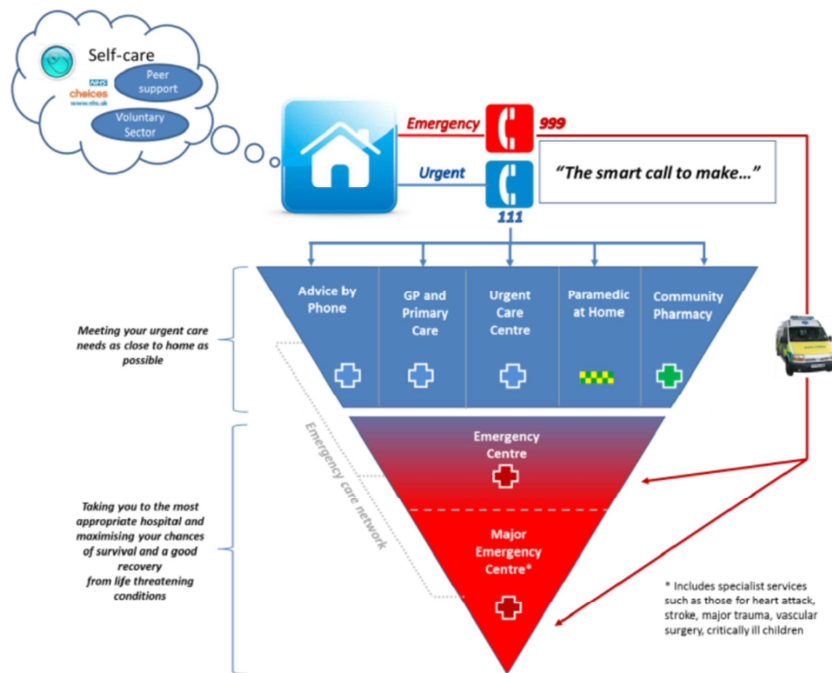 Self-care
Peer
support
NHS
choices
www.nhs.uk
Voluntary
Sector
Emergency
999
Urgent
111
“The smart call to make...”
Advice by
Phone
GP and
Primary
Care
Urgent
Care
Centre
Paramedic
at Home
Community
Pharmacy
Meeting your urgent care
needs as close to home as
possible
Emergency care network
Emergency
Centre
Taking you to the most
appropriate hospital and
maximising your chances
of survival and a good
recovery
from life threatening
conditions
Major
Emergency
Centre*
* Includes specialist services
such as those for heart attack,
stroke, major trauma, vascular
surgery, critically ill children